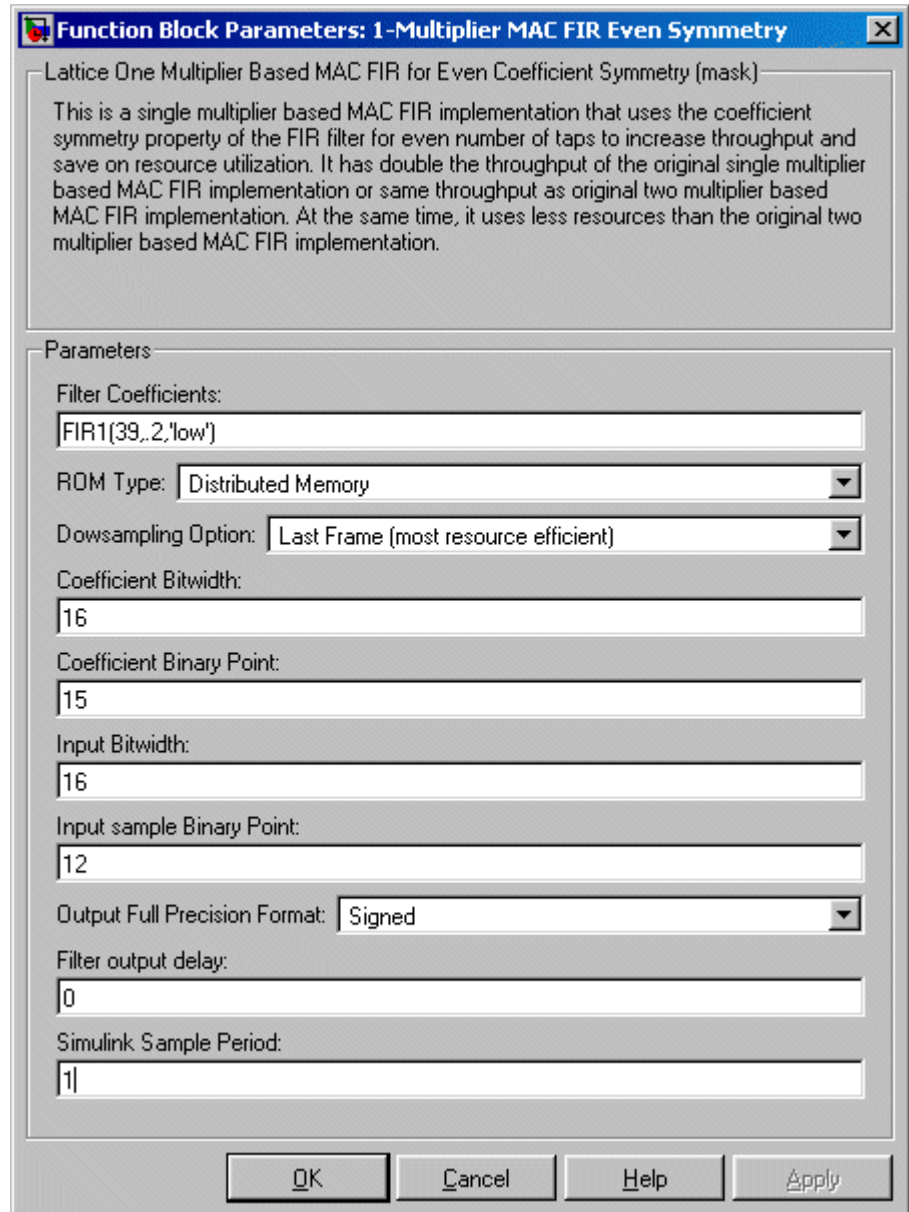 Function Block Parameters: 1-Multiplier MAC FIR Even Symmetry
Lattice One Multiplier Based MAC FIR for Even Coefficient Symmetry (mask)
This is a single multiplier based MAC FIR implementation that uses the coefficient
symmetry property of the FIR filter for even number of taps to increase throughput and
save on resource utilization. It has double the throughput of the original single multiplier
based MAC FIR implementation or same throughput as original two multiplier based
MAC FIR implementation. At the same time, it uses less resources than the original two
multiplier based MAC FIR implementation.
Parameters
Filter Coefficients:
FIR1(39,.2,'low')
ROM Type: Distributed Memory
Dowsampling Option: Last Frame (most resource efficient)
Coefficient Bitwidth:
16
Coefficient Binary Point:
15
Input Bitwidth:
16
Input sample Binary Point:
12
Output Full Precision Format: Signed
Filter output delay:
0
Simulink Sample Period:
1
OK Cancel Help Apply